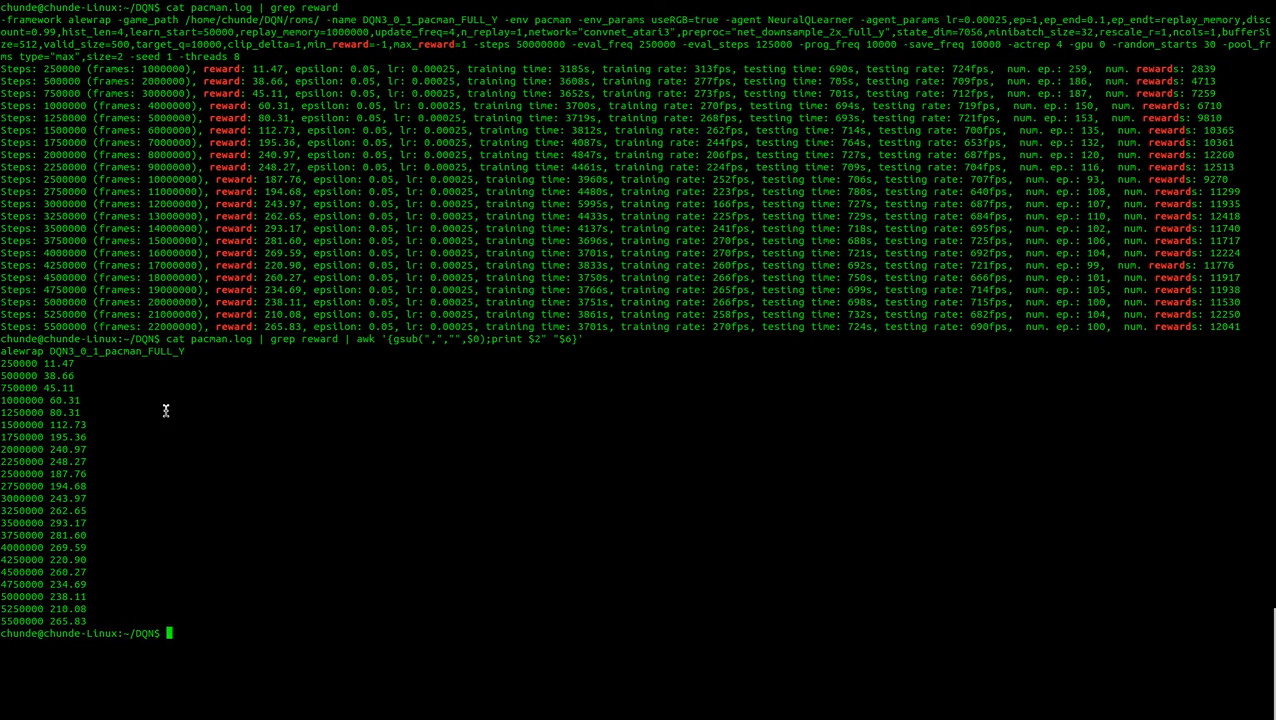 chunde@chunde-Linux:~/DQN$ cat pacman.log | grep reward
-framework alewrap -game_path /home/chunde/DQN/roms/ -name DQN3_0_1_pacman_FULL_Y -env pacman -env_params useRGB=true -agent NeuralQLearner -agent_params lr=0.00025,ep=1,ep_end=0.1,ep_endt=replay_memory,dis
count=0.99,hist_len=4,learn_start=50000,replay_memory=1000000,update_freq=4,n_replay=1,network="convnet_atari3",preproc="net_downsample_2x_full_y",state_dim=7056,minibatch_size=32,rescale_r=1,ncols=1,bufferSi
ze=512,valid_size=500,target_q=10000,clip_delta=1,min_reward=-1,max_reward=1 -steps 50000000 -eval_freq 250000 -eval_steps 125000 -prog_freq 10000 -save_freq 10000 -actrep 4 -gpu 0 -random_starts 30 -pool_fr
ms type="max",size=2 -seed 1 -threads 8
Steps: 250000 (frames: 1000000), reward: 11.47, epsilon: 0.05, lr: 0.00025, training time: 3185s, training rate: 313fps, testing time: 690s, testing rate: 724fps,  num. ep.: 259,  num. rewards: 2839
Steps: 500000 (frames: 2000000), reward: 38.66, epsilon: 0.05, lr: 0.00025, training time: 3608s, training rate: 277fps, testing time: 705s, testing rate: 709fps,  num. ep.: 186,  num. rewards: 4713
Steps: 750000 (frames: 3000000), reward: 45.11, epsilon: 0.05, lr: 0.00025, training time: 3652s, training rate: 273fps, testing time: 701s, testing rate: 712fps,  num. ep.: 187,  num. rewards: 7259
Steps: 1000000 (frames: 4000000), reward: 60.31, epsilon: 0.05, lr: 0.00025, training time: 3700s, training rate: 270fps, testing time: 694s, testing rate: 719fps,  num. ep.: 150,  num. rewards: 6710
Steps: 1250000 (frames: 5000000), reward: 80.31, epsilon: 0.05, lr: 0.00025, training time: 3719s, training rate: 268fps, testing time: 693s, testing rate: 721fps,  num. ep.: 153,  num. rewards: 9810
Steps: 1500000 (frames: 6000000), reward: 112.73, epsilon: 0.05, lr: 0.00025, training time: 3812s, training rate: 262fps, testing time: 714s, testing rate: 700fps,  num. ep.: 135,  num. rewards: 10365
Steps: 1750000 (frames: 7000000), reward: 195.36, epsilon: 0.05, lr: 0.00025, training time: 4087s, training rate: 244fps, testing time: 764s, testing rate: 653fps,  num. ep.: 132,  num. rewards: 10361
Steps: 2000000 (frames: 8000000), reward: 240.97, epsilon: 0.05, lr: 0.00025, training time: 4847s, training rate: 206fps, testing time: 727s, testing rate: 687fps,  num. ep.: 120,  num. rewards: 12260
Steps: 2250000 (frames: 9000000), reward: 248.27, epsilon: 0.05, lr: 0.00025, training time: 4461s, training rate: 224fps, testing time: 709s, testing rate: 704fps,  num. ep.: 116,  num. rewards: 12513
Steps: 2500000 (frames: 10000000), reward: 187.76, epsilon: 0.05, lr: 0.00025, training time: 3960s, training rate: 252fps, testing time: 706s, testing rate: 707fps,  num. ep.: 93,  num. rewards: 9270
Steps: 2750000 (frames: 11000000), reward: 194.68, epsilon: 0.05, lr: 0.00025, training time: 4480s, training rate: 223fps, testing time: 780s, testing rate: 640fps,  num. ep.: 108,  num. rewards: 11299
Steps: 3000000 (frames: 12000000), reward: 243.97, epsilon: 0.05, lr: 0.00025, training time: 5995s, training rate: 166fps, testing time: 727s, testing rate: 687fps,  num. ep.: 107,  num. rewards: 11935
Steps: 3250000 (frames: 13000000), reward: 262.65, epsilon: 0.05, lr: 0.00025, training time: 4433s, training rate: 225fps, testing time: 729s, testing rate: 684fps,  num. ep.: 110,  num. rewards: 12418
Steps: 3500000 (frames: 14000000), reward: 293.17, epsilon: 0.05, lr: 0.00025, training time: 4137s, training rate: 241fps, testing time: 718s, testing rate: 695fps,  num. ep.: 102,  num. rewards: 11740
Steps: 3750000 (frames: 15000000), reward: 281.60, epsilon: 0.05, lr: 0.00025, training time: 3696s, training rate: 270fps, testing time: 688s, testing rate: 725fps,  num. ep.: 106,  num. rewards: 11717
Steps: 4000000 (frames: 16000000), reward: 269.59, epsilon: 0.05, lr: 0.00025, training time: 3701s, training rate: 270fps, testing time: 721s, testing rate: 692fps,  num. ep.: 104,  num. rewards: 12224
Steps: 4250000 (frames: 17000000), reward: 220.90, epsilon: 0.05, lr: 0.00025, training time: 3833s, training rate: 260fps, testing time: 692s, testing rate: 721fps,  num. ep.: 99,  num. rewards: 11776
Steps: 4500000 (frames: 18000000), reward: 260.27, epsilon: 0.05, lr: 0.00025, training time: 3750s, training rate: 266fps, testing time: 750s, testing rate: 666fps,  num. ep.: 101,  num. rewards: 11917
Steps: 4750000 (frames: 19000000), reward: 234.69, epsilon: 0.05, lr: 0.00025, training time: 3766s, training rate: 265fps, testing time: 699s, testing rate: 714fps,  num. ep.: 105,  num. rewards: 11938
Steps: 5000000 (frames: 20000000), reward: 238.11, epsilon: 0.05, lr: 0.00025, training time: 3751s, training rate: 266fps, testing time: 698s, testing rate: 715fps,  num. ep.: 100,  num. rewards: 11530
Steps: 5250000 (frames: 21000000), reward: 210.08, epsilon: 0.05, lr: 0.00025, training time: 3861s, training rate: 258fps, testing time: 732s, testing rate: 682fps,  num. ep.: 104,  num. rewards: 12250
Steps: 5500000 (frames: 22000000), reward: 265.83, epsilon: 0.05, lr: 0.00025, training time: 3701s, training rate: 270fps, testing time: 724s, testing rate: 690fps,  num. ep.: 100,  num. rewards: 12041
chunde@chunde-Linux:~/DQN$ cat pacman.log | grep reward | awk '{gsub(",","",$0);print $2" "$6}'
alewrap DQN3_0_1_pacman_FULL_Y
250000 11.47
500000 38.66
750000 45.11
1000000 60.31
1250000 80.31
1500000 112.73
1750000 195.36
2000000 240.97
2250000 248.27
2500000 187.76
2750000 194.68
3000000 243.97
3250000 262.65
3500000 293.17
3750000 281.60
4000000 269.59
4250000 220.90
4500000 260.27
4750000 234.69
5000000 238.11
5250000 210.08
5500000 265.83
chunde@chunde-Linux:~/DQN$